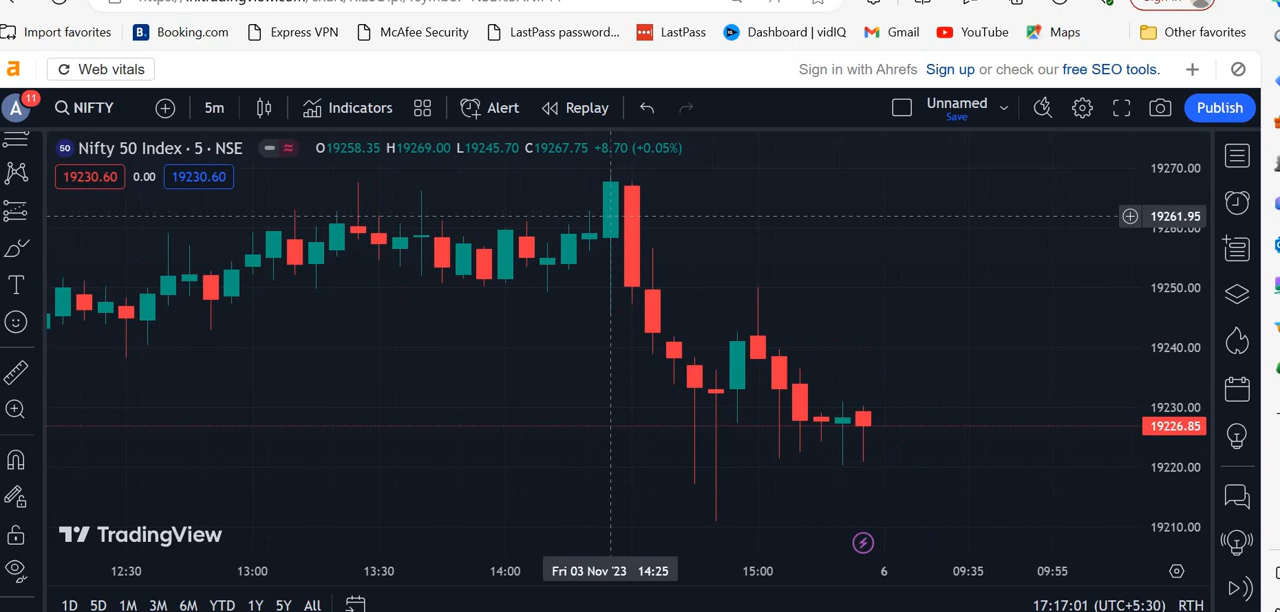 Import favorites
Booking.com
Express VPN
McAfee Security
LastPass password...
LastPass
Dashboard | vidIQ
Gmail
YouTube
Maps
Other favorites
a
Web vitals
Sign in with Ahrefs Sign up or check our free SEO tools.
A 11
NIFTY
5m
Indicators
Alert
Replay
Unnamed
Save
Publish
50 Nifty 50 Index · 5 · NSE
O19258.35 H19269.00 L19245.70 C19267.75 +8.70 (+0.05%)
19230.60 0.00 19230.60
19270.00
19261.95
19260.00
19250.00
19240.00
19230.00
19226.85
19220.00
19210.00
TradingView
12:30 13:00 13:30 14:00 Fri 03 Nov '23 14:25 15:00 6 09:35 09:55
1D 5D 1M 3M 6M YTD 1Y 5Y All
17:17:01 (UTC+5:30) RTH